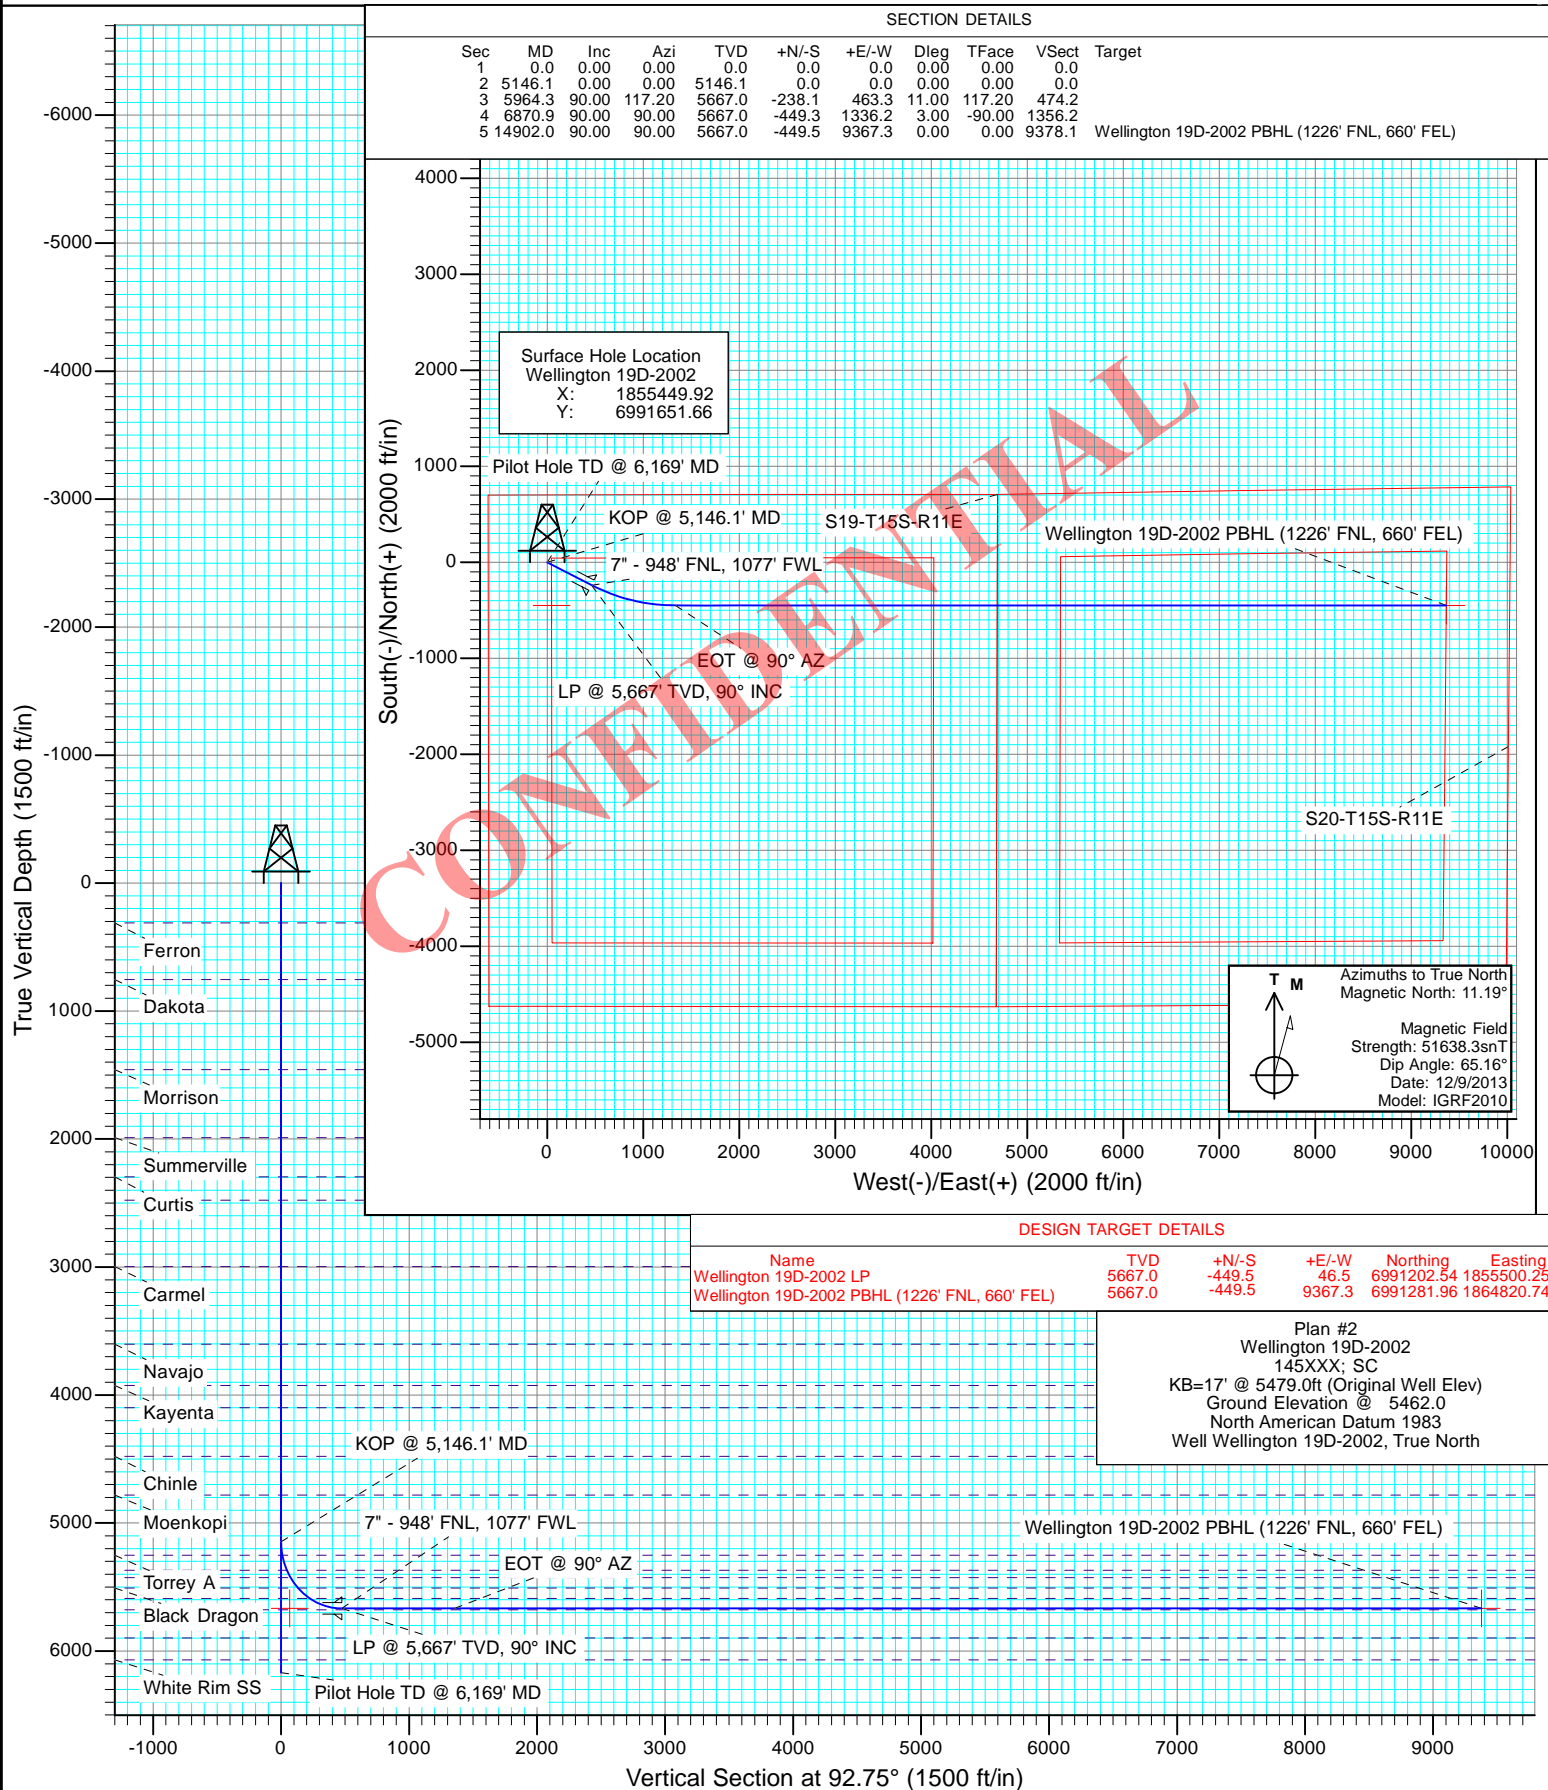 SECTION DETAILS
Sec MD Inc Azi TVD +N/-S +E/-W Dleg TFace VSect Target
1 0.0 0.00 0.00 0.0 0.0 0.0 0.00 0.00 0.0
2 5146.1 0.00 0.00 5146.1 0.0 0.0 0.00 0.00 0.0
3 5964.3 90.00 117.20 5667.0 -238.1 463.3 11.00 117.20 474.2
4 6870.9 90.00 90.00 5667.0 -449.3 1336.2 3.00 -90.00 1356.2
5 14902.0 90.00 90.00 5667.0 -449.5 9367.3 0.00 0.00 9378.1 Wellington 19D-2002 PBHL (1226' FNL, 660' FEL)
4000
3000
2000
1000
0
-1000
-2000
-3000
-4000
-5000
South(-)/North(+) (2000 ft/in)
Surface Hole Location
Wellington 19D-2002
X: 1855449.92
Y: 6991651.66
Pilot Hole TD @ 6,169' MD
KOP @ 5,146.1' MD
S19-T15S-R11E
Wellington 19D-2002 PBHL (1226' FNL, 660' FEL)
7" - 948' FNL, 1077' FWL
EOT @ 90° AZ
LP @ 5,667' TVD, 90° INC
S20-T15S-R11E
CONFIDENTIAL
T M
Azimuths to True North
Magnetic North: 11.19°
Magnetic Field
Strength: 51638.3snT
Dip Angle: 65.16°
Date: 12/9/2013
Model: IGRF2010
0 1000 2000 3000 4000 5000 6000 7000 8000 9000 10000
West(-)/East(+) (2000 ft/in)
DESIGN TARGET DETAILS
Name TVD +N/-S +E/-W Northing Easting
Wellington 19D-2002 LP 5667.0 -449.5 46.5 6991202.54 1855500.25
Wellington 19D-2002 PBHL (1226' FNL, 660' FEL) 5667.0 -449.5 9367.3 6991281.96 1864820.74
Plan #2
Wellington 19D-2002
145XXX; SC
KB=17' @ 5479.0ft (Original Well Elev)
Ground Elevation @ 5462.0
North American Datum 1983
Well Wellington 19D-2002, True North
True Vertical Depth (1500 ft/in)
-6000
-5000
-4000
-3000
-2000
-1000
0
1000
2000
3000
4000
5000
6000
Ferron
Dakota
Morrison
Summerville
Curtis
Carmel
Navajo
Kayenta
Chinle
Moenkopi
Torrey A
Black Dragon
White Rim SS
KOP @ 5,146.1' MD
7" - 948' FNL, 1077' FWL
Wellington 19D-2002 PBHL (1226' FNL, 660' FEL)
EOT @ 90° AZ
LP @ 5,667' TVD, 90° INC
Pilot Hole TD @ 6,169' MD
-1000 0 1000 2000 3000 4000 5000 6000 7000 8000 9000
Vertical Section at 92.75° (1500 ft/in)